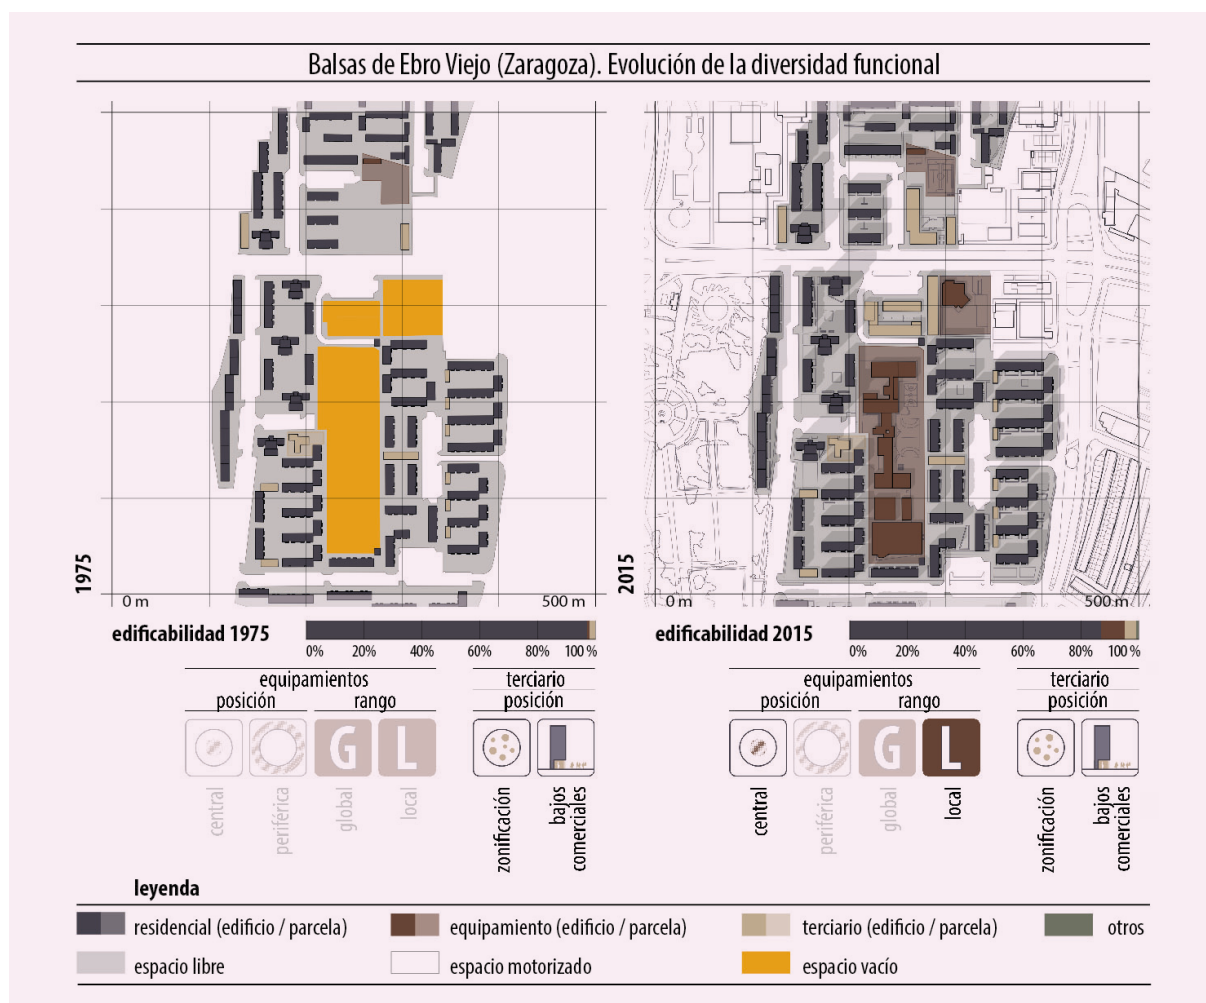 Balsas de Ebro Viejo (Zaragoza). Evolución de la diversidad funcional
1975
0 m
500 m
2015
0 m
500 m
edificabilidad 1975
0% 20% 40% 60% 80% 100 %
equipamientos
posición rango
terciario
posición
G L
central
periférica
global
local
zonificación
bajos
comerciales
edificabilidad 2015
0% 20% 40% 60% 80% 100 %
equipamientos
posición rango
terciario
posición
G L
central
periférica
global
local
zonificación
bajos
comerciales
leyenda
residencial (edificio / parcela)
equipamiento (edificio / parcela)
terciario (edificio / parcela)
otros
espacio libre
espacio motorizado
espacio vacío